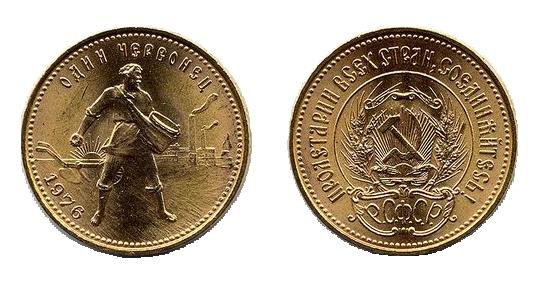 ОДИН ЧЕРВОНЕЦ
1976
ПРОЛЕТАРИИ ВСЕХ СТРАН, СОЕДИНЯЙТЕСЬ!
РСФСР